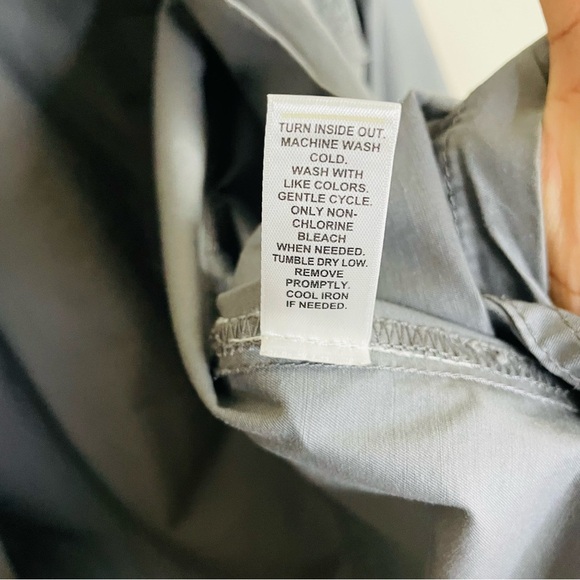 TURN INSIDE OUT.
MACHINE WASH
COLD.
WASH WITH
LIKE COLORS.
GENTLE CYCLE.
ONLY NON-
CHLORINE
BLEACH
WHEN NEEDED.
TUMBLE DRY LOW.
REMOVE
PROMPTLY.
COOL IRON
IF NEEDED.